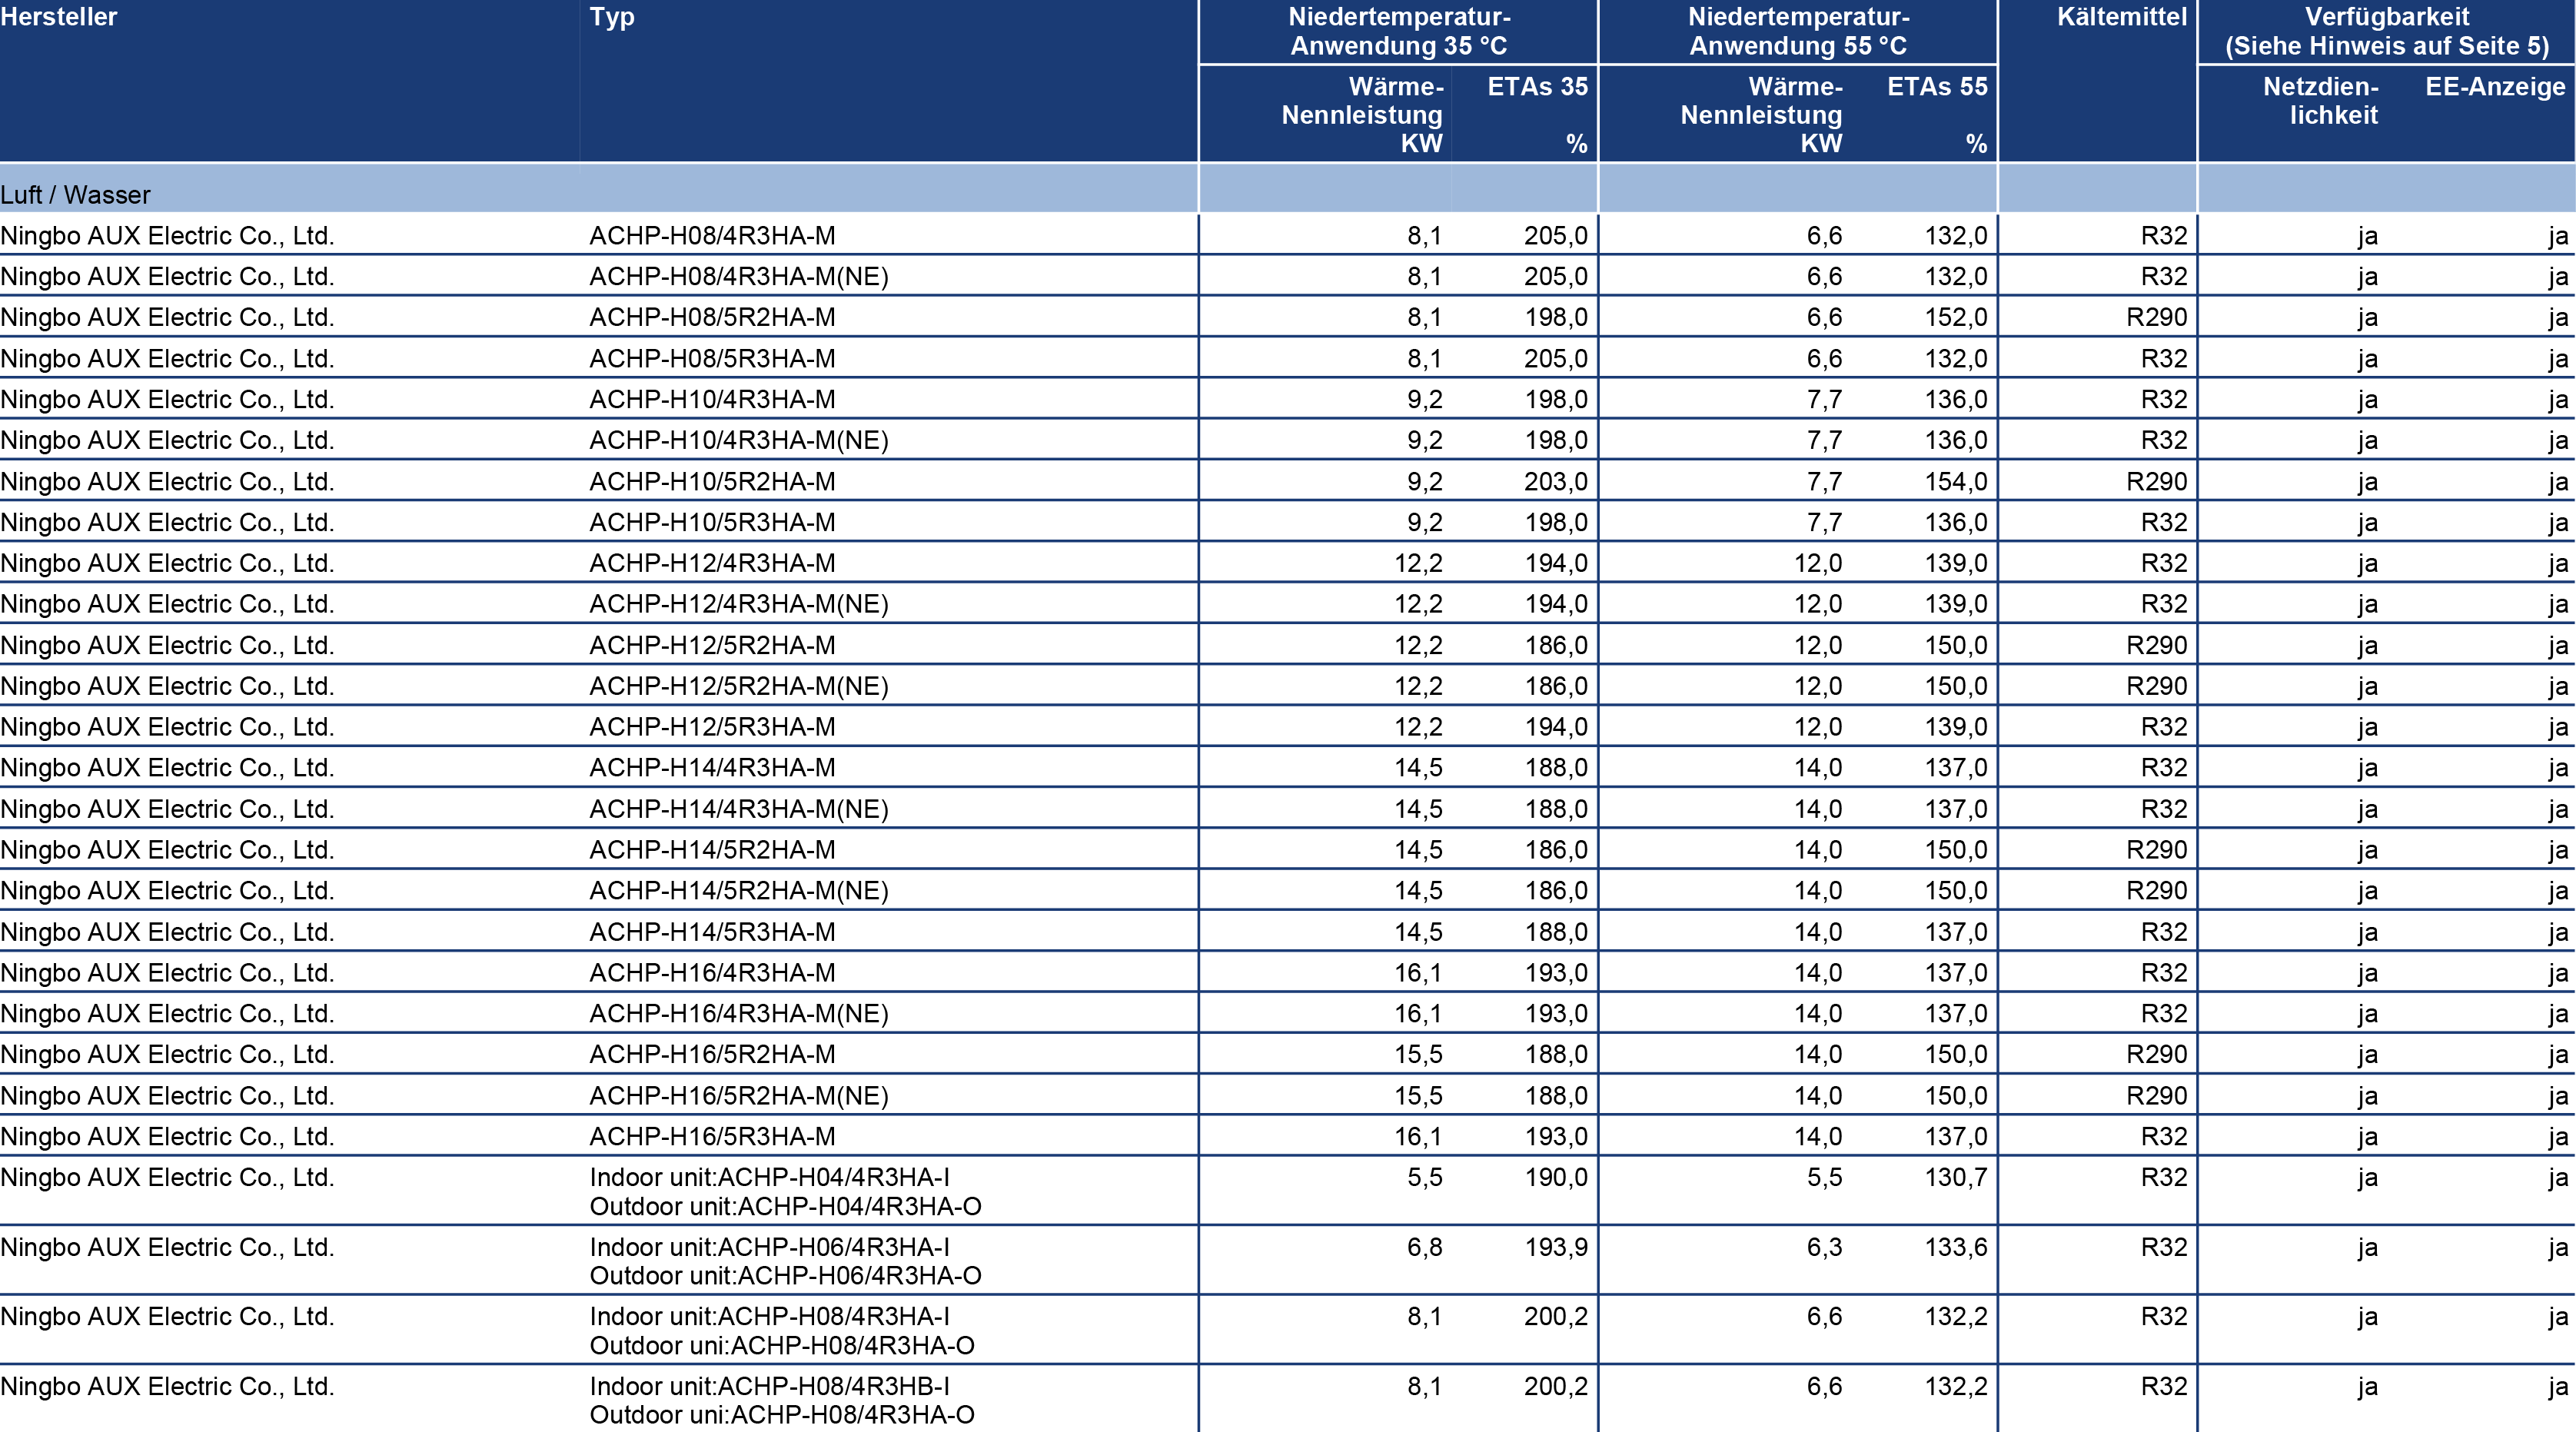 Hersteller Typ Niedertemperatur- Niedertemperatur- Kältemittel Verfügbarkeit
Anwendung 35 °C Anwendung 55 °C (Siehe Hinweis auf Seite 5)
Wärme- ETAs 35 Wärme- ETAs 55 Netzdien- EE-Anzeige
Nennleistung Nennleistung lichkeit
KW % KW %
Luft / Wasser
Ningbo AUX Electric Co., Ltd. ACHP-H08/4R3HA-M 8,1 205,0 6,6 132,0 R32 ja ja
Ningbo AUX Electric Co., Ltd. ACHP-H08/4R3HA-M(NE) 8,1 205,0 6,6 132,0 R32 ja ja
Ningbo AUX Electric Co., Ltd. ACHP-H08/5R2HA-M 8,1 198,0 6,6 152,0 R290 ja ja
Ningbo AUX Electric Co., Ltd. ACHP-H08/5R3HA-M 8,1 205,0 6,6 132,0 R32 ja ja
Ningbo AUX Electric Co., Ltd. ACHP-H10/4R3HA-M 9,2 198,0 7,7 136,0 R32 ja ja
Ningbo AUX Electric Co., Ltd. ACHP-H10/4R3HA-M(NE) 9,2 198,0 7,7 136,0 R32 ja ja
Ningbo AUX Electric Co., Ltd. ACHP-H10/5R2HA-M 9,2 203,0 7,7 154,0 R290 ja ja
Ningbo AUX Electric Co., Ltd. ACHP-H10/5R3HA-M 9,2 198,0 7,7 136,0 R32 ja ja
Ningbo AUX Electric Co., Ltd. ACHP-H12/4R3HA-M 12,2 194,0 12,0 139,0 R32 ja ja
Ningbo AUX Electric Co., Ltd. ACHP-H12/4R3HA-M(NE) 12,2 194,0 12,0 139,0 R32 ja ja
Ningbo AUX Electric Co., Ltd. ACHP-H12/5R2HA-M 12,2 186,0 12,0 150,0 R290 ja ja
Ningbo AUX Electric Co., Ltd. ACHP-H12/5R2HA-M(NE) 12,2 186,0 12,0 150,0 R290 ja ja
Ningbo AUX Electric Co., Ltd. ACHP-H12/5R3HA-M 12,2 194,0 12,0 139,0 R32 ja ja
Ningbo AUX Electric Co., Ltd. ACHP-H14/4R3HA-M 14,5 188,0 14,0 137,0 R32 ja ja
Ningbo AUX Electric Co., Ltd. ACHP-H14/4R3HA-M(NE) 14,5 188,0 14,0 137,0 R32 ja ja
Ningbo AUX Electric Co., Ltd. ACHP-H14/5R2HA-M 14,5 186,0 14,0 150,0 R290 ja ja
Ningbo AUX Electric Co., Ltd. ACHP-H14/5R2HA-M(NE) 14,5 186,0 14,0 150,0 R290 ja ja
Ningbo AUX Electric Co., Ltd. ACHP-H14/5R3HA-M 14,5 188,0 14,0 137,0 R32 ja ja
Ningbo AUX Electric Co., Ltd. ACHP-H16/4R3HA-M 16,1 193,0 14,0 137,0 R32 ja ja
Ningbo AUX Electric Co., Ltd. ACHP-H16/4R3HA-M(NE) 16,1 193,0 14,0 137,0 R32 ja ja
Ningbo AUX Electric Co., Ltd. ACHP-H16/5R2HA-M 15,5 188,0 14,0 150,0 R290 ja ja
Ningbo AUX Electric Co., Ltd. ACHP-H16/5R2HA-M(NE) 15,5 188,0 14,0 150,0 R290 ja ja
Ningbo AUX Electric Co., Ltd. ACHP-H16/5R3HA-M 16,1 193,0 14,0 137,0 R32 ja ja
Ningbo AUX Electric Co., Ltd. Indoor unit:ACHP-H04/4R3HA-I 5,5 190,0 5,5 130,7 R32 ja ja
Outdoor unit:ACHP-H04/4R3HA-O
Ningbo AUX Electric Co., Ltd. Indoor unit:ACHP-H06/4R3HA-I 6,8 193,9 6,3 133,6 R32 ja ja
Outdoor unit:ACHP-H06/4R3HA-O
Ningbo AUX Electric Co., Ltd. Indoor unit:ACHP-H08/4R3HA-I 8,1 200,2 6,6 132,2 R32 ja ja
Outdoor uni:ACHP-H08/4R3HA-O
Ningbo AUX Electric Co., Ltd. Indoor unit:ACHP-H08/4R3HB-I 8,1 200,2 6,6 132,2 R32 ja ja
Outdoor uni:ACHP-H08/4R3HA-O